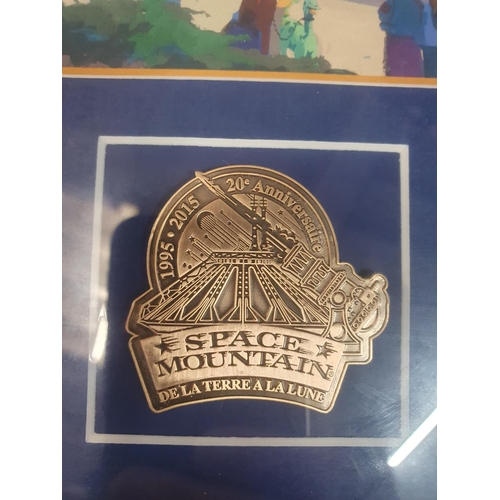 1995 • 2015 20e Anniversaire
SPACE
MOUNTAIN
DE LA TERRE A LA LUNE